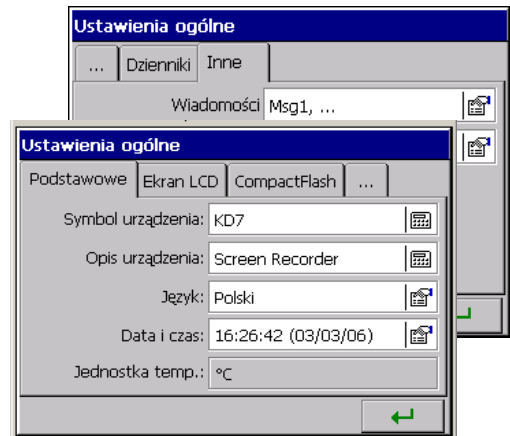 Ustawienia ogólne
... Dzienniki Inne
Wiadomości Msg1, ...
Ustawienia ogólne
Podstawowe Ekran LCD CompactFlash ...
Symbol urządzenia: KD7
Opis urządzenia: Screen Recorder
Język: Polski
Data i czas: 16:26:42 (03/03/06)
Jednostka temp.: °C